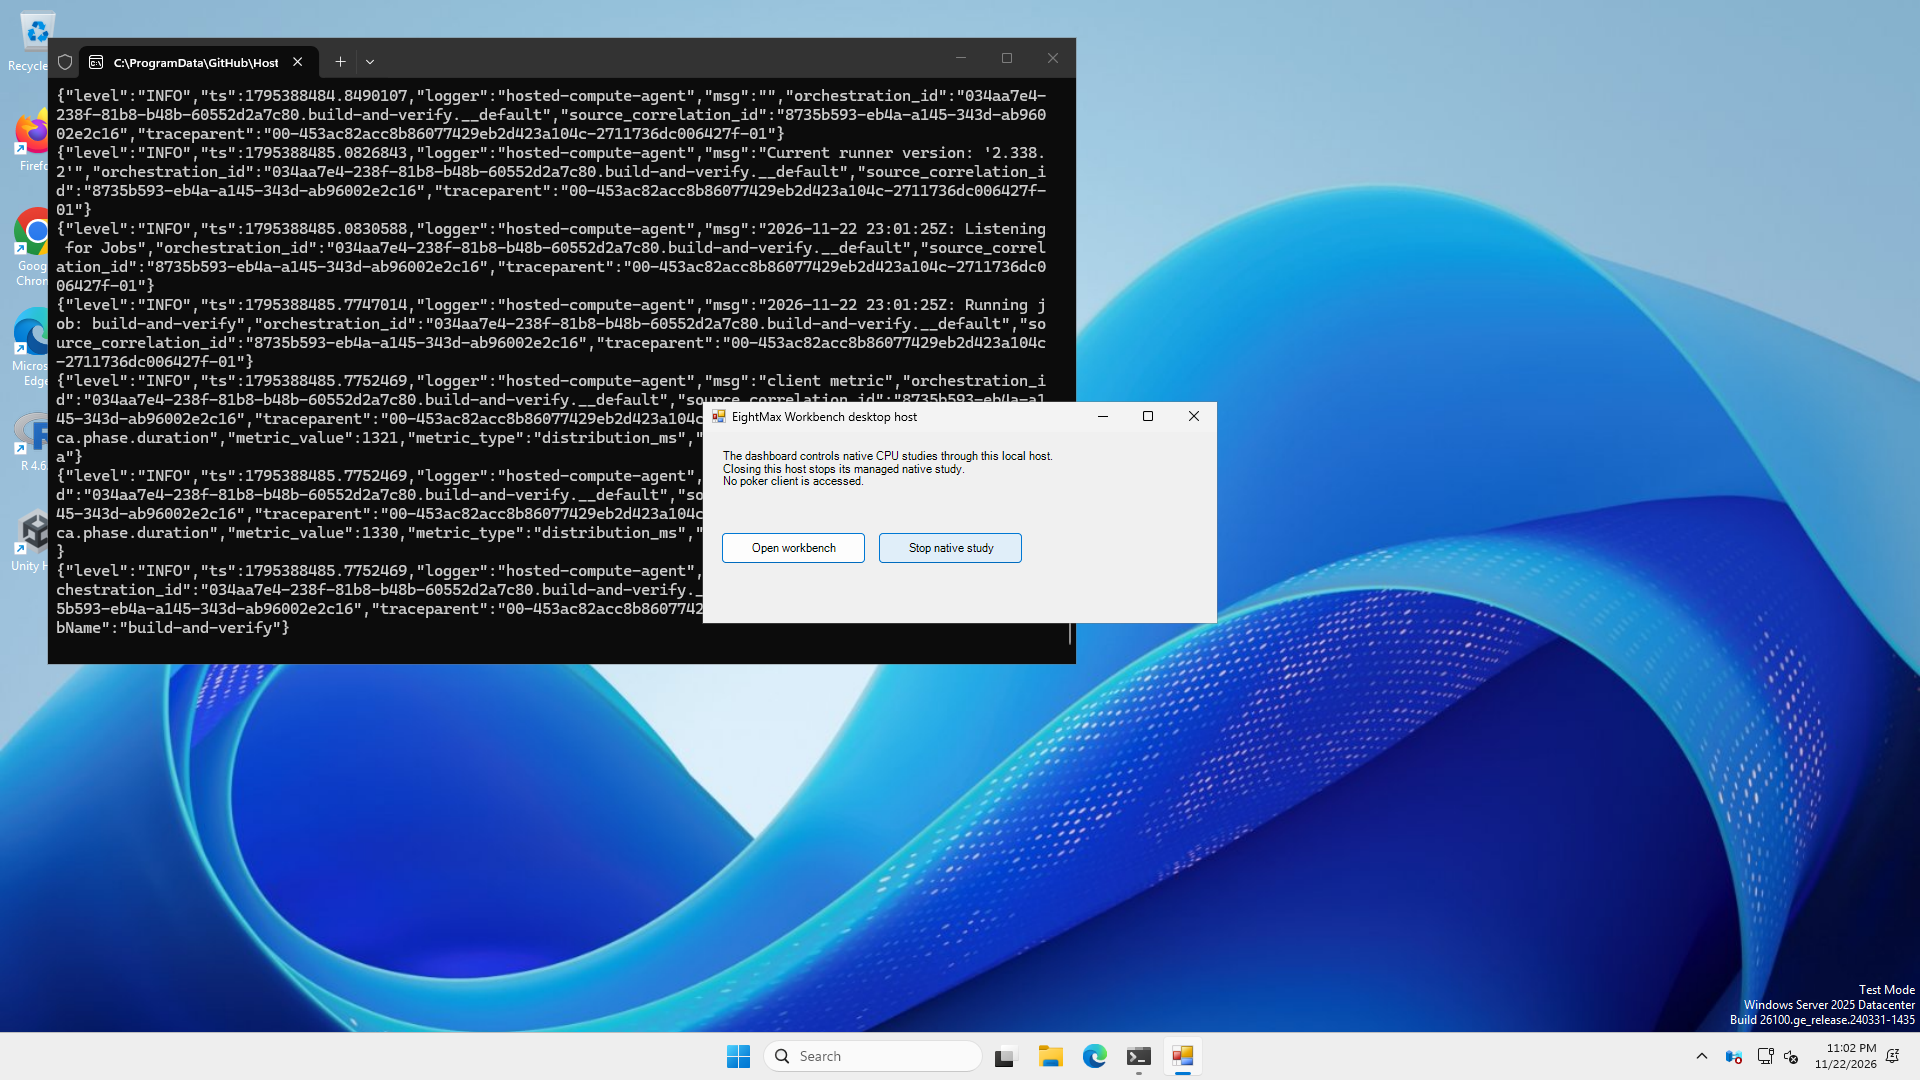 Recycle
Firefo
Goog
Chron
Micros
Edge
R 4.6.
Unity H
C:\ProgramData\GitHub\Host
{"level":"INFO","ts":1795388484.8490107,"logger":"hosted-compute-agent","msg":"","orchestration_id":"034aa7e4-
238f-81b8-b48b-60552d2a7c80.build-and-verify.__default","source_correlation_id":"8735b593-eb4a-a145-343d-ab960
02e2c16","traceparent":"00-453ac82acc8b86077429eb2d423a104c-2711736dc006427f-01"}
{"level":"INFO","ts":1795388485.0826843,"logger":"hosted-compute-agent","msg":"Current runner version: '2.338.
2'","orchestration_id":"034aa7e4-238f-81b8-b48b-60552d2a7c80.build-and-verify.__default","source_correlation_i
d":"8735b593-eb4a-a145-343d-ab96002e2c16","traceparent":"00-453ac82acc8b86077429eb2d423a104c-2711736dc006427f-
01"}
{"level":"INFO","ts":1795388485.0830588,"logger":"hosted-compute-agent","msg":"2026-11-22 23:01:25Z: Listening
 for Jobs","orchestration_id":"034aa7e4-238f-81b8-b48b-60552d2a7c80.build-and-verify.__default","source_correl
ation_id":"8735b593-eb4a-a145-343d-ab96002e2c16","traceparent":"00-453ac82acc8b86077429eb2d423a104c-2711736dc0
06427f-01"}
{"level":"INFO","ts":1795388485.7747014,"logger":"hosted-compute-agent","msg":"2026-11-22 23:01:25Z: Running j
ob: build-and-verify","orchestration_id":"034aa7e4-238f-81b8-b48b-60552d2a7c80.build-and-verify.__default","so
urce_correlation_id":"8735b593-eb4a-a145-343d-ab96002e2c16","traceparent":"00-453ac82acc8b86077429eb2d423a104c
-2711736dc006427f-01"}
{"level":"INFO","ts":1795388485.7752469,"logger":"hosted-compute-agent","msg":"client metric","orchestration_i
d":"034aa7e4-238f-81b8-b48b-60552d2a7c80.build-and-verify.__default","source_correlation_id":"8735b593-eb4a-a1
45-343d-ab96002e2c16","traceparent":"00-453ac82acc8b86077429eb2d423a104
ca.phase.duration","metric_value":1321,"metric_type":"distribution_ms","
a"}
{"level":"INFO","ts":1795388485.7752469,"logger":"hosted-compute-agent",
d":"034aa7e4-238f-81b8-b48b-60552d2a7c80.build-and-verify.__default","so
45-343d-ab96002e2c16","traceparent":"00-453ac82acc8b86077429eb2d423a104
ca.phase.duration","metric_value":1330,"metric_type":"distribution_ms","
}
{"level":"INFO","ts":1795388485.7752469,"logger":"hosted-compute-agent",
chestration_id":"034aa7e4-238f-81b8-b48b-60552d2a7c80.build-and-verify._
5b593-eb4a-a145-343d-ab96002e2c16","traceparent":"00-453ac82acc8b8607742
bName":"build-and-verify"}
EightMax Workbench desktop host
The dashboard controls native CPU studies through this local host.
Closing this host stops its managed native study.
No poker client is accessed.
Open workbench
Stop native study
Test Mode
Windows Server 2025 Datacenter
Build 26100.ge_release.240331-1435
Search
11:02 PM
11/22/2026